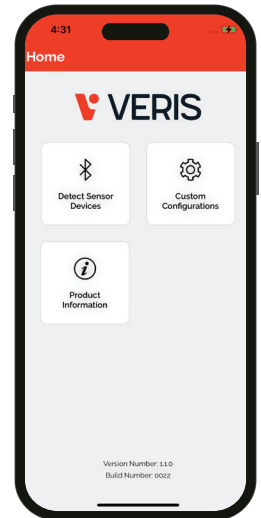 4:31
Home
VERIS
Detect Sensor
Devices
Custom
Configurations
Product
Information
Version Number: 1.1.0
Build Number: 0022